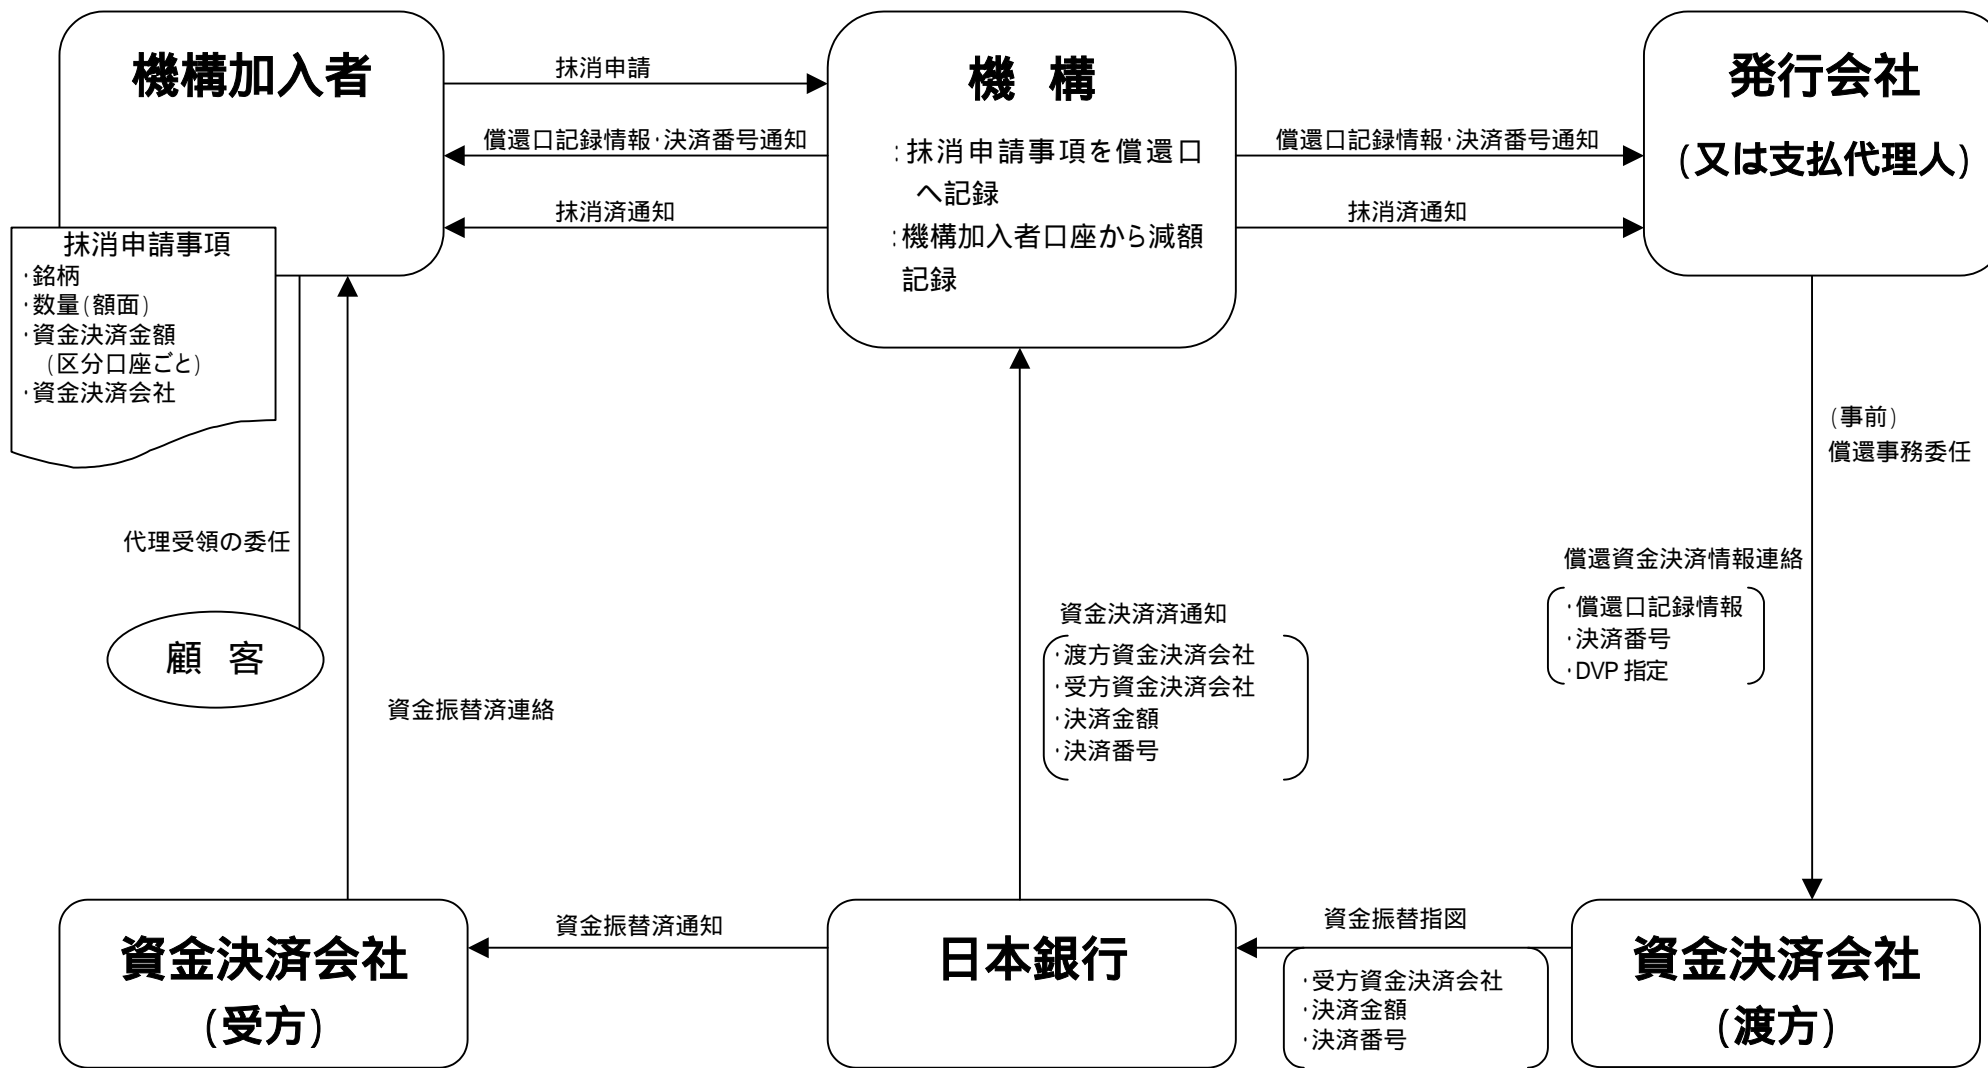 機構加入者
抹消申請
償還口記録情報・決済番号通知
抹消済通知
機 構
:抹消申請事項を償還口
へ記録
:機構加入者口座から減額
記録
償還口記録情報・決済番号通知
抹消済通知
発行会社
(又は支払代理人)
抹消申請事項
・銘柄
・数量(額面)
・資金決済金額
(区分口座ごと)
・資金決済会社
代理受領の委任
顧 客
資金振替済連絡
資金決済済通知
・渡方資金決済会社
・受方資金決済会社
・決済金額
・決済番号
(事前)
償還事務委任
償還資金決済情報連絡
・償還口記録情報
・決済番号
・DVP 指定
資金決済会社
(受方)
資金振替済通知
日本銀行
資金振替指図
・受方資金決済会社
・決済金額
・決済番号
資金決済会社
(渡方)